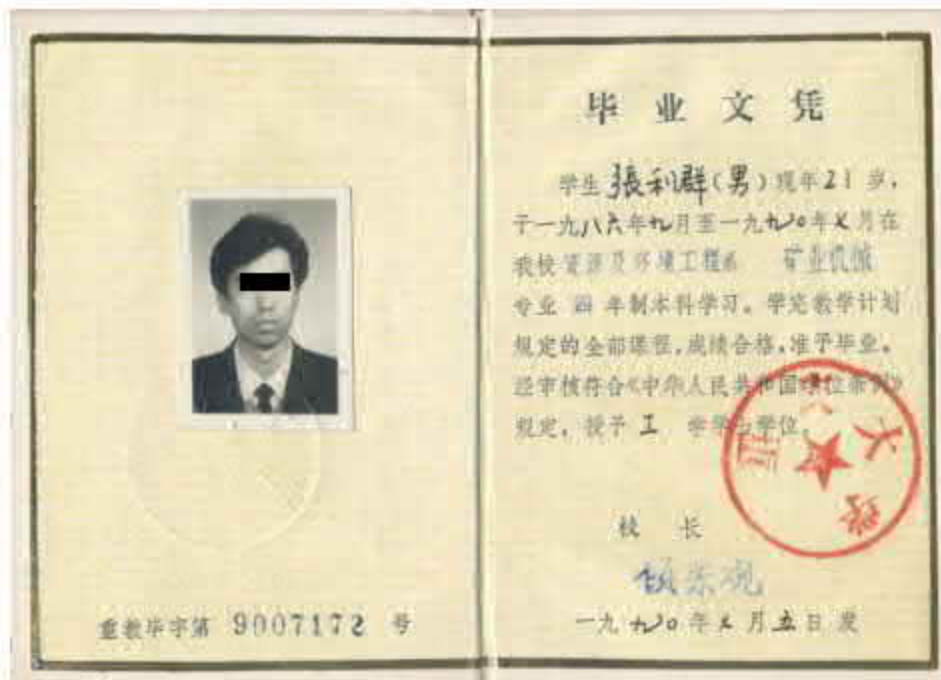 重教毕字第 9007172 号
毕业文凭
学生張利群(男)现年21岁，
于一九八六年九月至一九九〇年七月在
我校资源及环境工程系 矿业机械
专业 四 年制本科学习。学完教学计划
规定的全部课程，成绩合格，准予毕业。
经审核符合《中华人民共和国学位条例》
规定，授予 工 学学士学位。
校 长
一九九〇年七月五日发